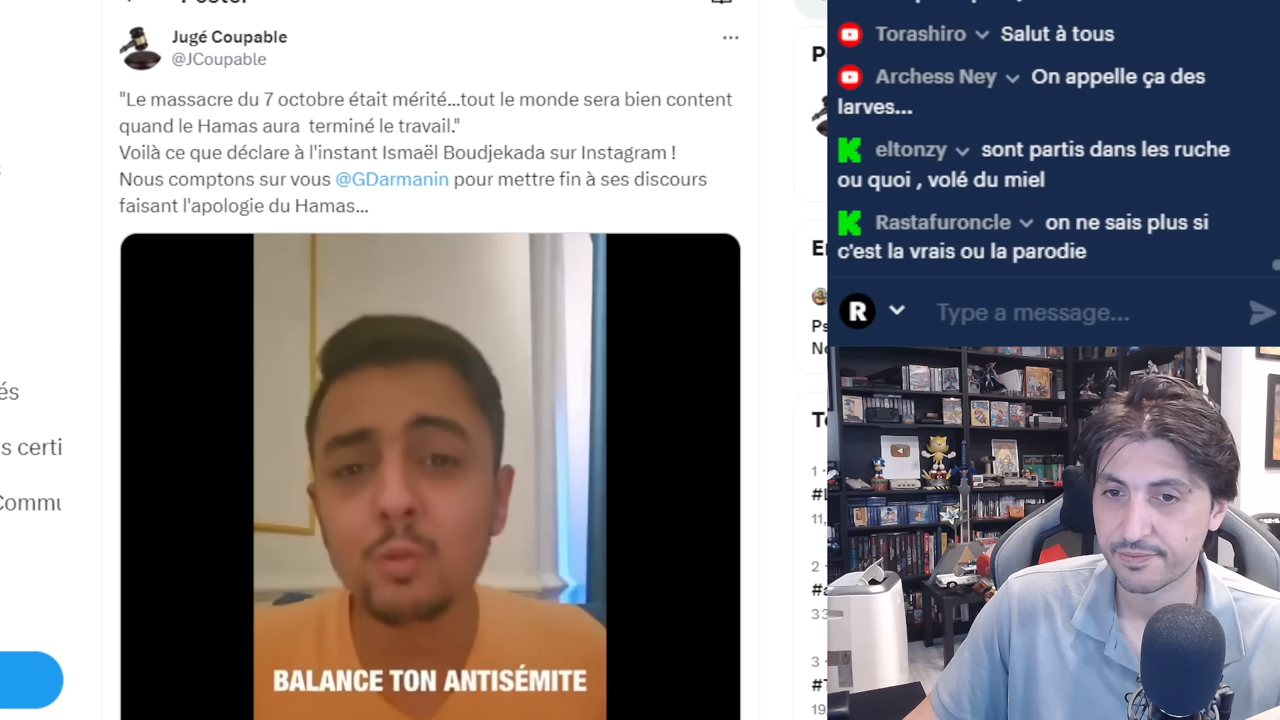 Jugé Coupable
@JCoupable
"Le massacre du 7 octobre était mérité...tout le monde sera bien content
quand le Hamas aura terminé le travail."
Voilà ce que déclare à l'instant Ismaël Boudjekada sur Instagram !
Nous comptons sur vous @GDarmanin pour mettre fin à ses discours
faisant l'apologie du Hamas...
BALANCE TON ANTISÉMITE
és
s certi
Commu
Torashiro Salut à tous
Archess Ney On appelle ça des
larves...
eltonzy sont partis dans les ruche
ou quoi , volé du miel
Rastafuroncle on ne sais plus si
c'est la vrais ou la parodie
R Type a message...